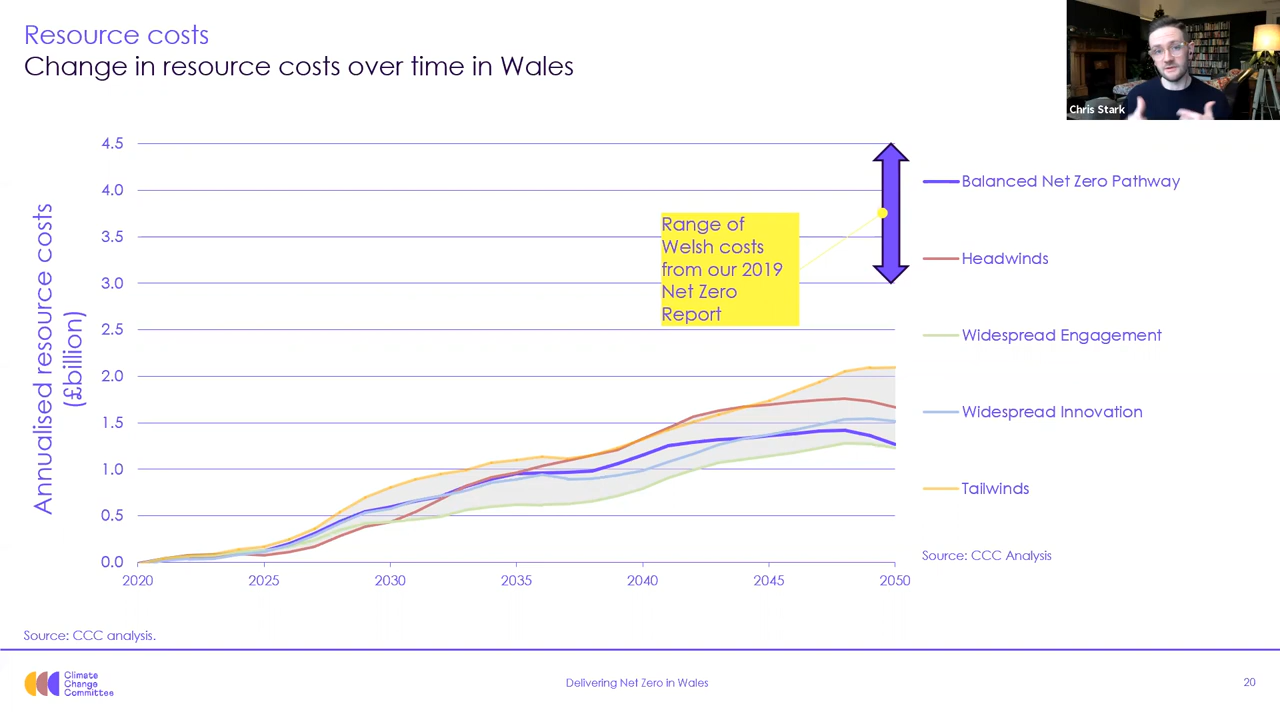 Resource costs
Change in resource costs over time in Wales
Chris Stark
Annualised resource costs
(£billion)
4.5
4.0
3.5
3.0
2.5
2.0
1.5
1.0
0.5
0.0
2020
2025
2030
2035
2040
2045
2050
Range of
Welsh costs
from our 2019
Net Zero
Report
Balanced Net Zero Pathway
Headwinds
Widespread Engagement
Widespread Innovation
Tailwinds
Source: CCC Analysis
Source: CCC analysis.
Climate
Change
Committee
Delivering Net Zero in Wales
20